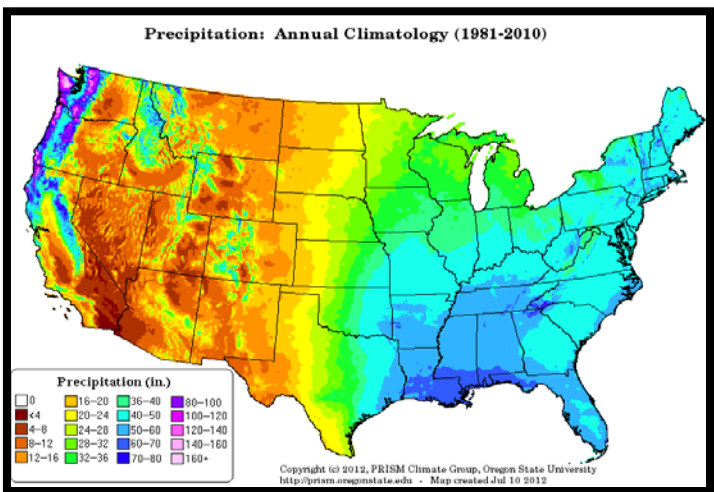 Precipitation: Annual Climatology (1981-2010)
Precipitation (in.)
0 16-20 36-40 80-100
<4 20-24 40-50 100-120
4-8 24-28 50-60 120-140
8-12 28-32 60-70 140-160
12-16 32-36 70-80 160+
Copyright (c) 2012, PRISM Climate Group, Oregon State University
http://prism.oregonstate.edu - Map created Jul 10 2012